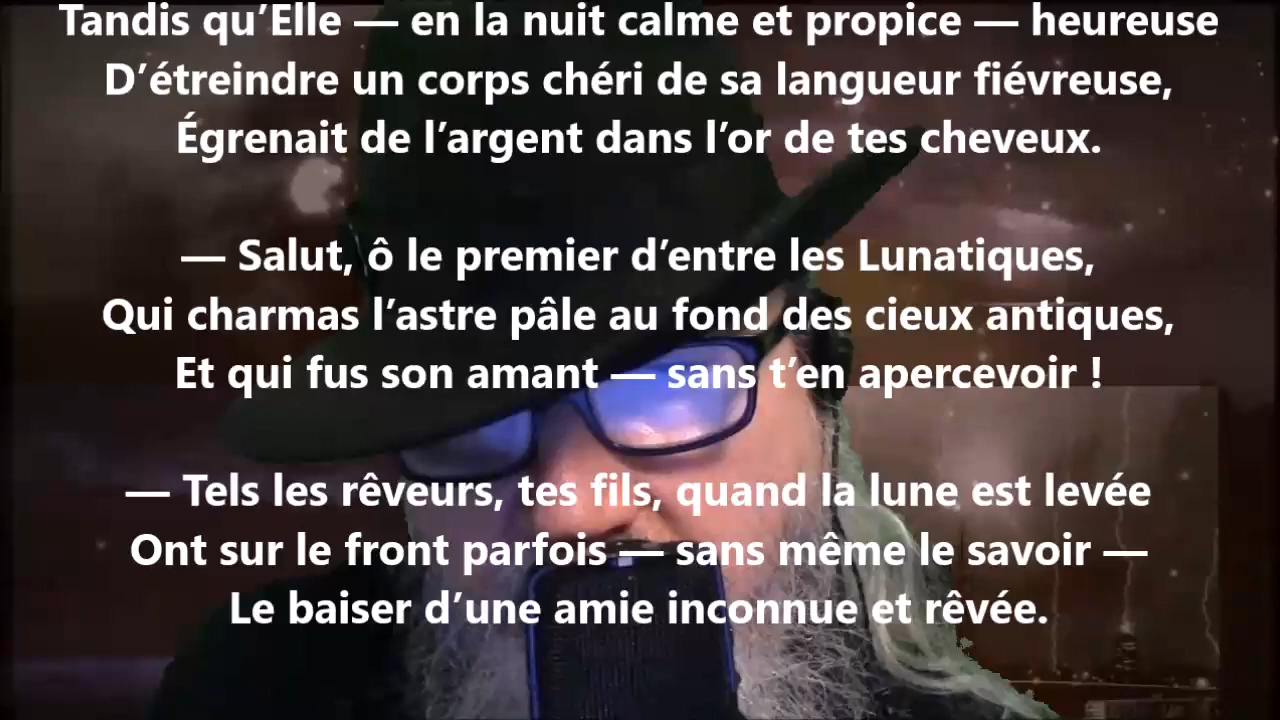 Tandis qu’Elle — en la nuit calme et propice — heureuse
D’étreindre un corps chéri de sa langueur fiévreuse,
Égrenait de l’argent dans l’or de tes cheveux.
— Salut, ô le premier d’entre les Lunatiques,
Qui charmas l’astre pâle au fond des cieux antiques,
Et qui fus son amant — sans t’en apercevoir !
— Tels les rêveurs, tes fils, quand la lune est levée
Ont sur le front parfois — sans même le savoir —
Le baiser d’une amie inconnue et rêvée.